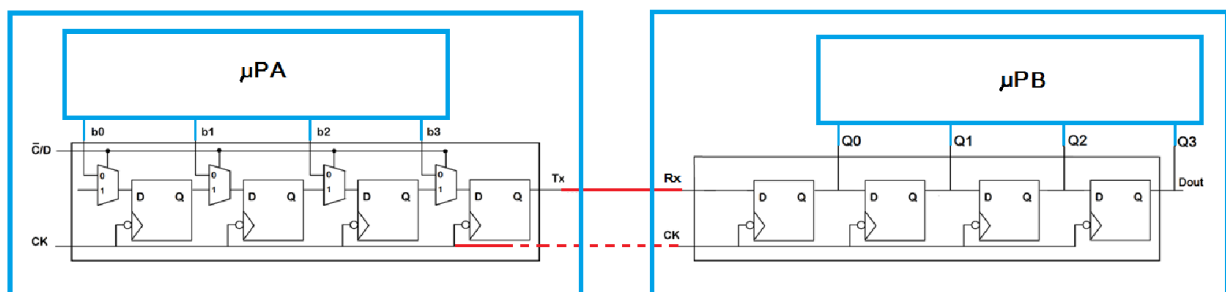 µPA
µPB
b0 b1 b2 b3
Q0 Q1 Q2 Q3
C̅/D
0 0 0 0
1 1 1 1
D Q D Q D Q D Q
Tx
Rx
D Q D Q D Q D Q
Dout
CK
CK